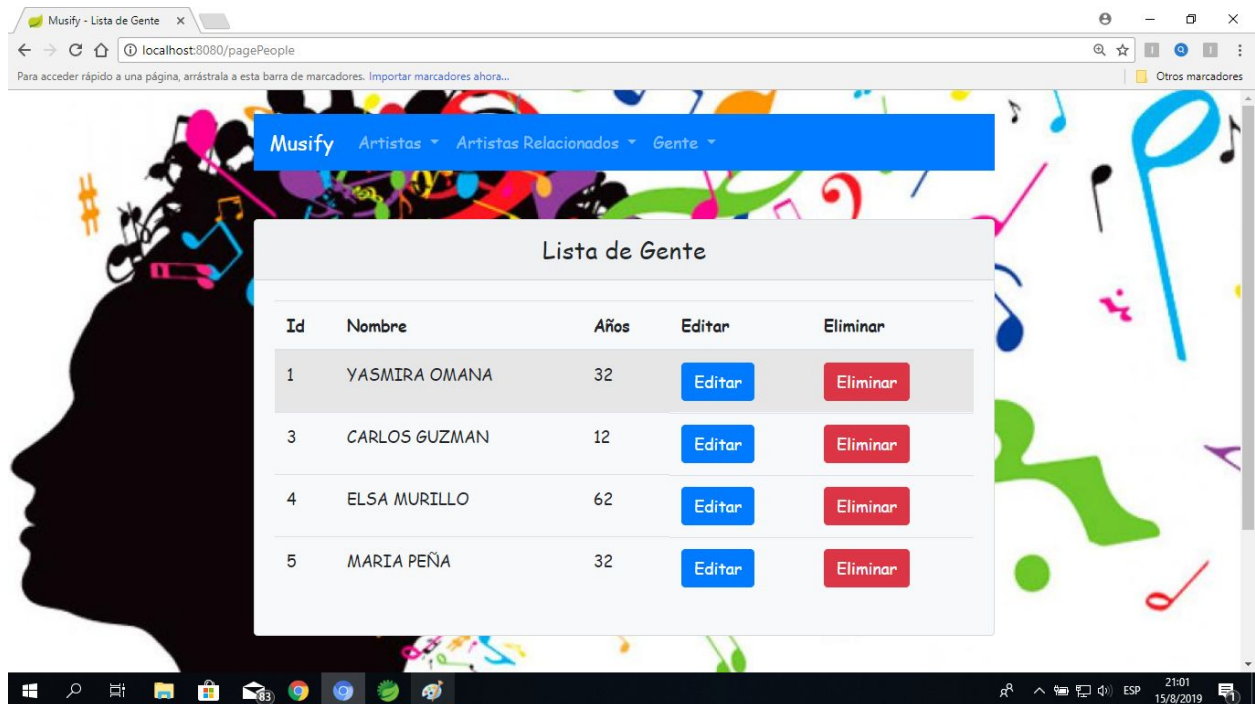 Musify - Lista de Gente
localhost:8080/pagePeople
Para acceder rápido a una página, arrástrala a esta barra de marcadores. Importar marcadores ahora...
Otros marcadores
Musify Artistas Artistas Relacionados Gente
Lista de Gente
Id Nombre Años Editar Eliminar
1 YASMIRA OMANA 32 Editar Eliminar
3 CARLOS GUZMAN 12 Editar Eliminar
4 ELSA MURILLO 62 Editar Eliminar
5 MARIA PEÑA 32 Editar Eliminar
83
ESP
21:01
15/8/2019
1